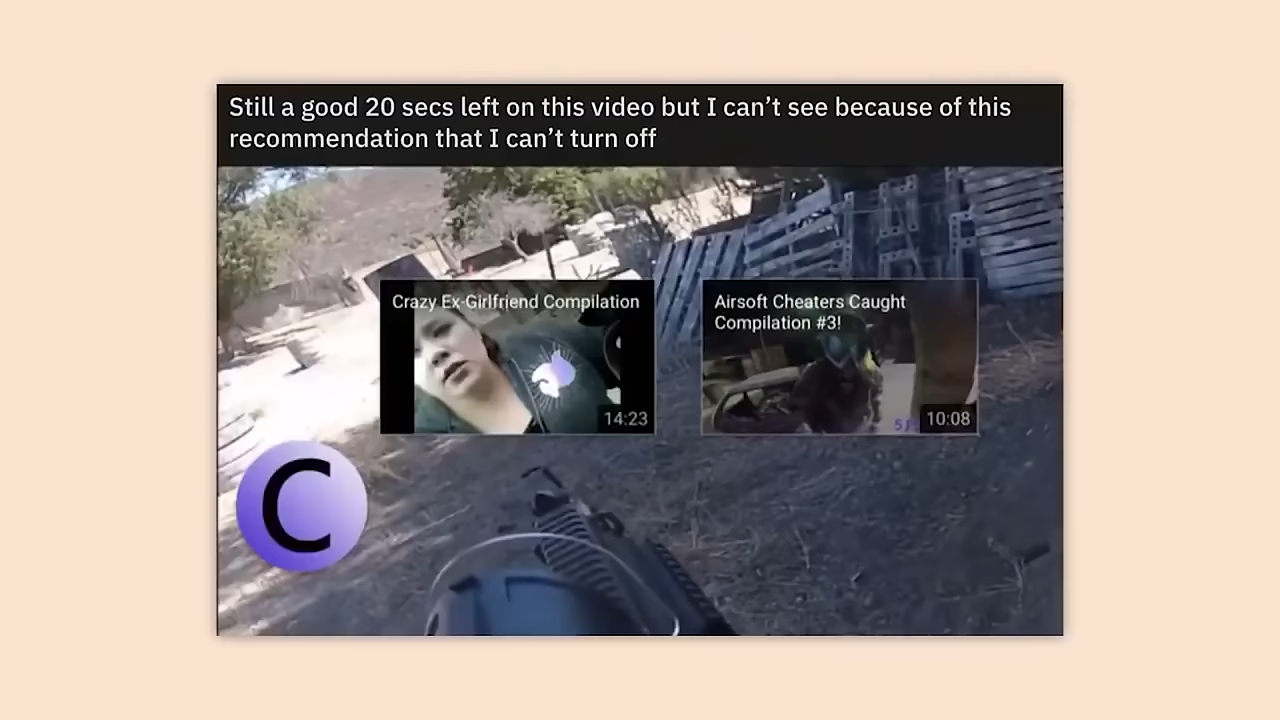 Still a good 20 secs left on this video but I can’t see because of this
recommendation that I can’t turn off
Crazy Ex-Girlfriend Compilation
14:23
Airsoft Cheaters Caught
Compilation #3!
10:08
C